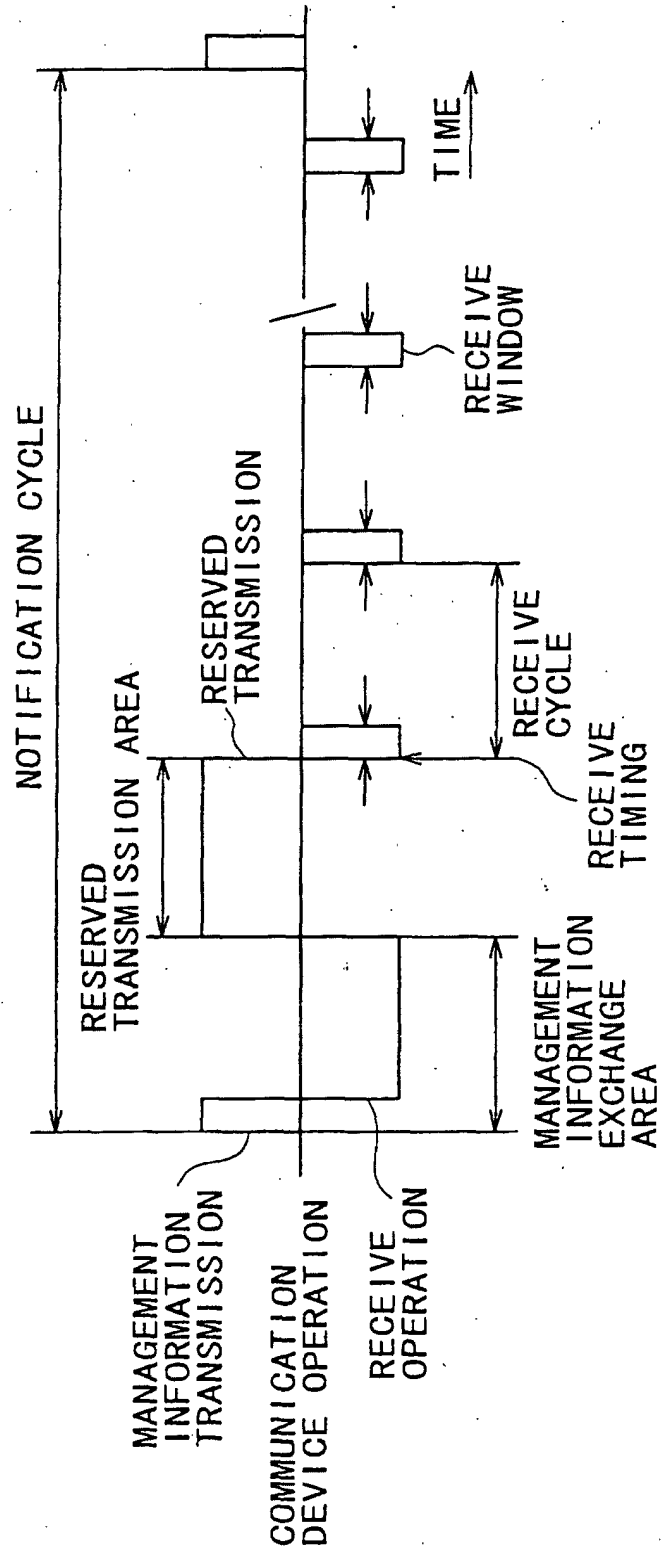 NOTIFICATION CYCLE
RESERVED
TRANSMISSION AREA
RESERVED
TRANSMISSION
MANAGEMENT
INFORMATION
TRANSMISSION
COMMUNICATION
DEVICE OPERATION
RECEIVE
OPERATION
MANAGEMENT
INFORMATION
EXCHANGE
AREA
RECEIVE
TIMING
RECEIVE
CYCLE
RECEIVE
WINDOW
TIME